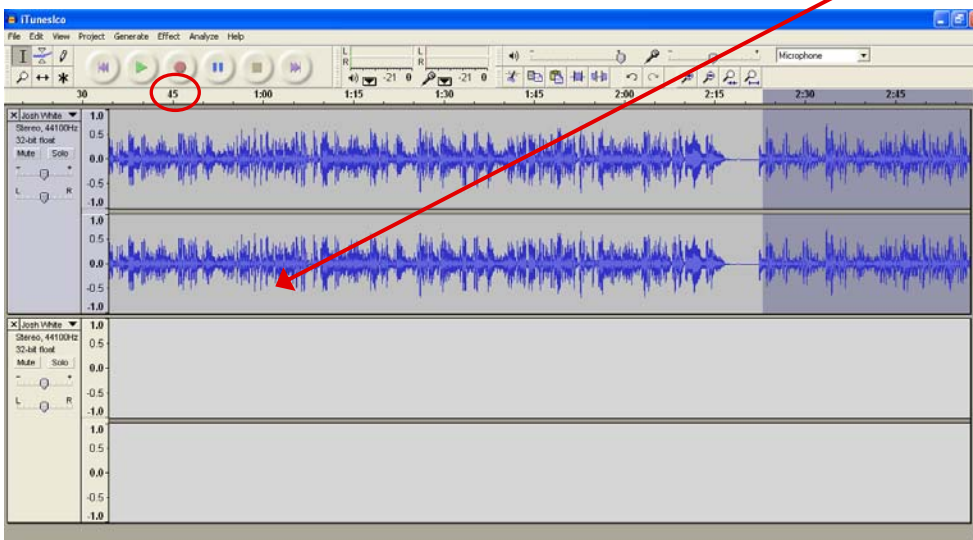 iTunesIco
File Edit View Project Generate Effect Analyze Help
L
R
L
R
-21 0
-21 0
Microphone
30 45 1:00 1:15 1:30 1:45 2:00 2:15 2:30 2:45
Josh White
Stereo, 44100Hz
32-bit float
Mute Solo
- +
L R
1.0
0.5
0.0
-0.5
-1.0
1.0
0.5
0.0
-0.5
-1.0
Josh White
Stereo, 44100Hz
32-bit float
Mute Solo
- +
L R
1.0
0.5
0.0
-0.5
-1.0
1.0
0.5
0.0
-0.5
-1.0